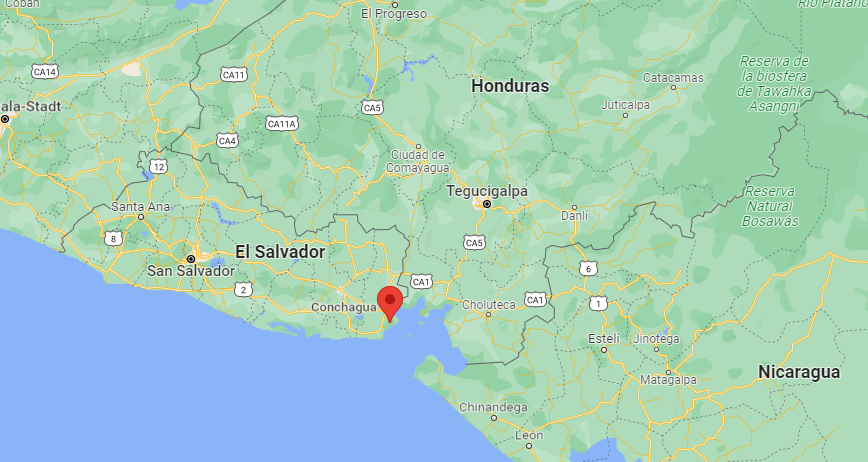 Cobán
El Progreso
Río Plátano
CA14
CA11
Honduras
Catacamas
Reserva de
la biosfera
de Tawahka
Asangni
ala-Stadt
CA5
Juticalpa
CA11A
CA4
Ciudad de
Comayagua
12
Tegucigalpa
Reserva
Natural
Bosawás
Santa Ana
Danlí
8
CA5
El Salvador
San Salvador
6
CA1
2
CA1
1
Conchagua
Choluteca
Estelí
Jinotega
Nicaragua
Matagalpa
Chinandega
León